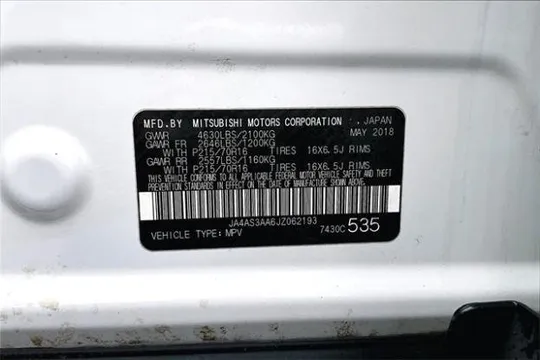 MFD.BY MITSUBISHI MOTORS CORPORATION JAPAN
GWR 4630LBS/2100KG MAY 2018
GAWR FR 2646LBS/1200KG
WITH P215/70R16 TIRES 16X6.5J RIMS
GAWR RR 2557LBS/1160KG
WITH P215/70R16 TIRES 16X6.5J RIMS
THIS VEHICLE CONFORMS TO ALL APPLICABLE
FEDERAL MOTOR VEHICLE SAFETY AND
THEFT PREVENTION STANDARDS IN EFFECT ON THE
DATE OF MANUFACTURE SHOWN ABOVE.
JA4AS3AA6JZ062193
VEHICLE TYPE: MPV 7430C 535